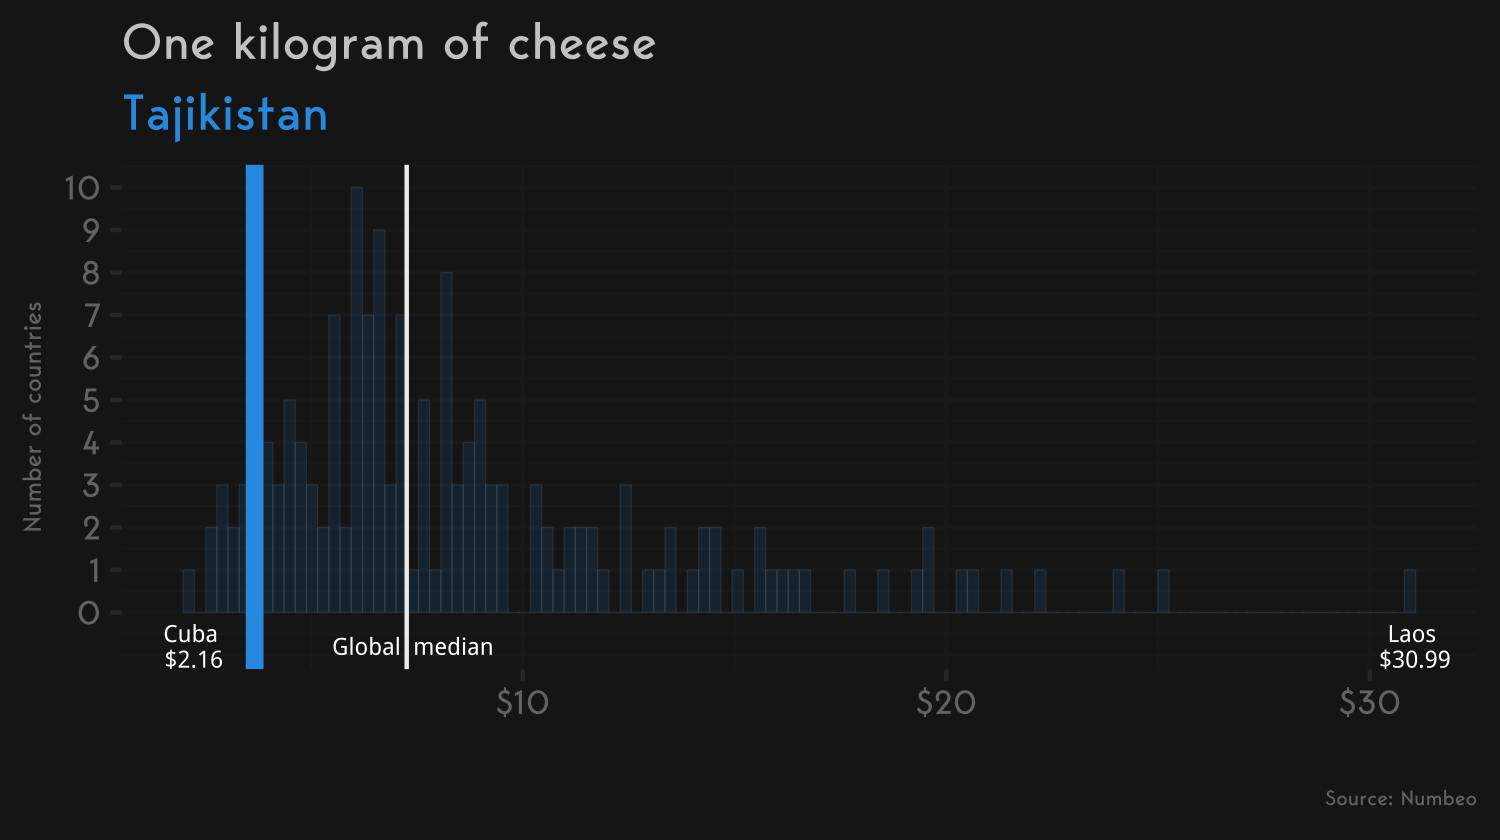 One kilogram of cheese
Tajikistan
Number of countries
10
9
8
7
6
5
4
3
2
1
0
Cuba
$2.16
Global median
Laos
$30.99
$10
$20
$30
Source: Numbeo